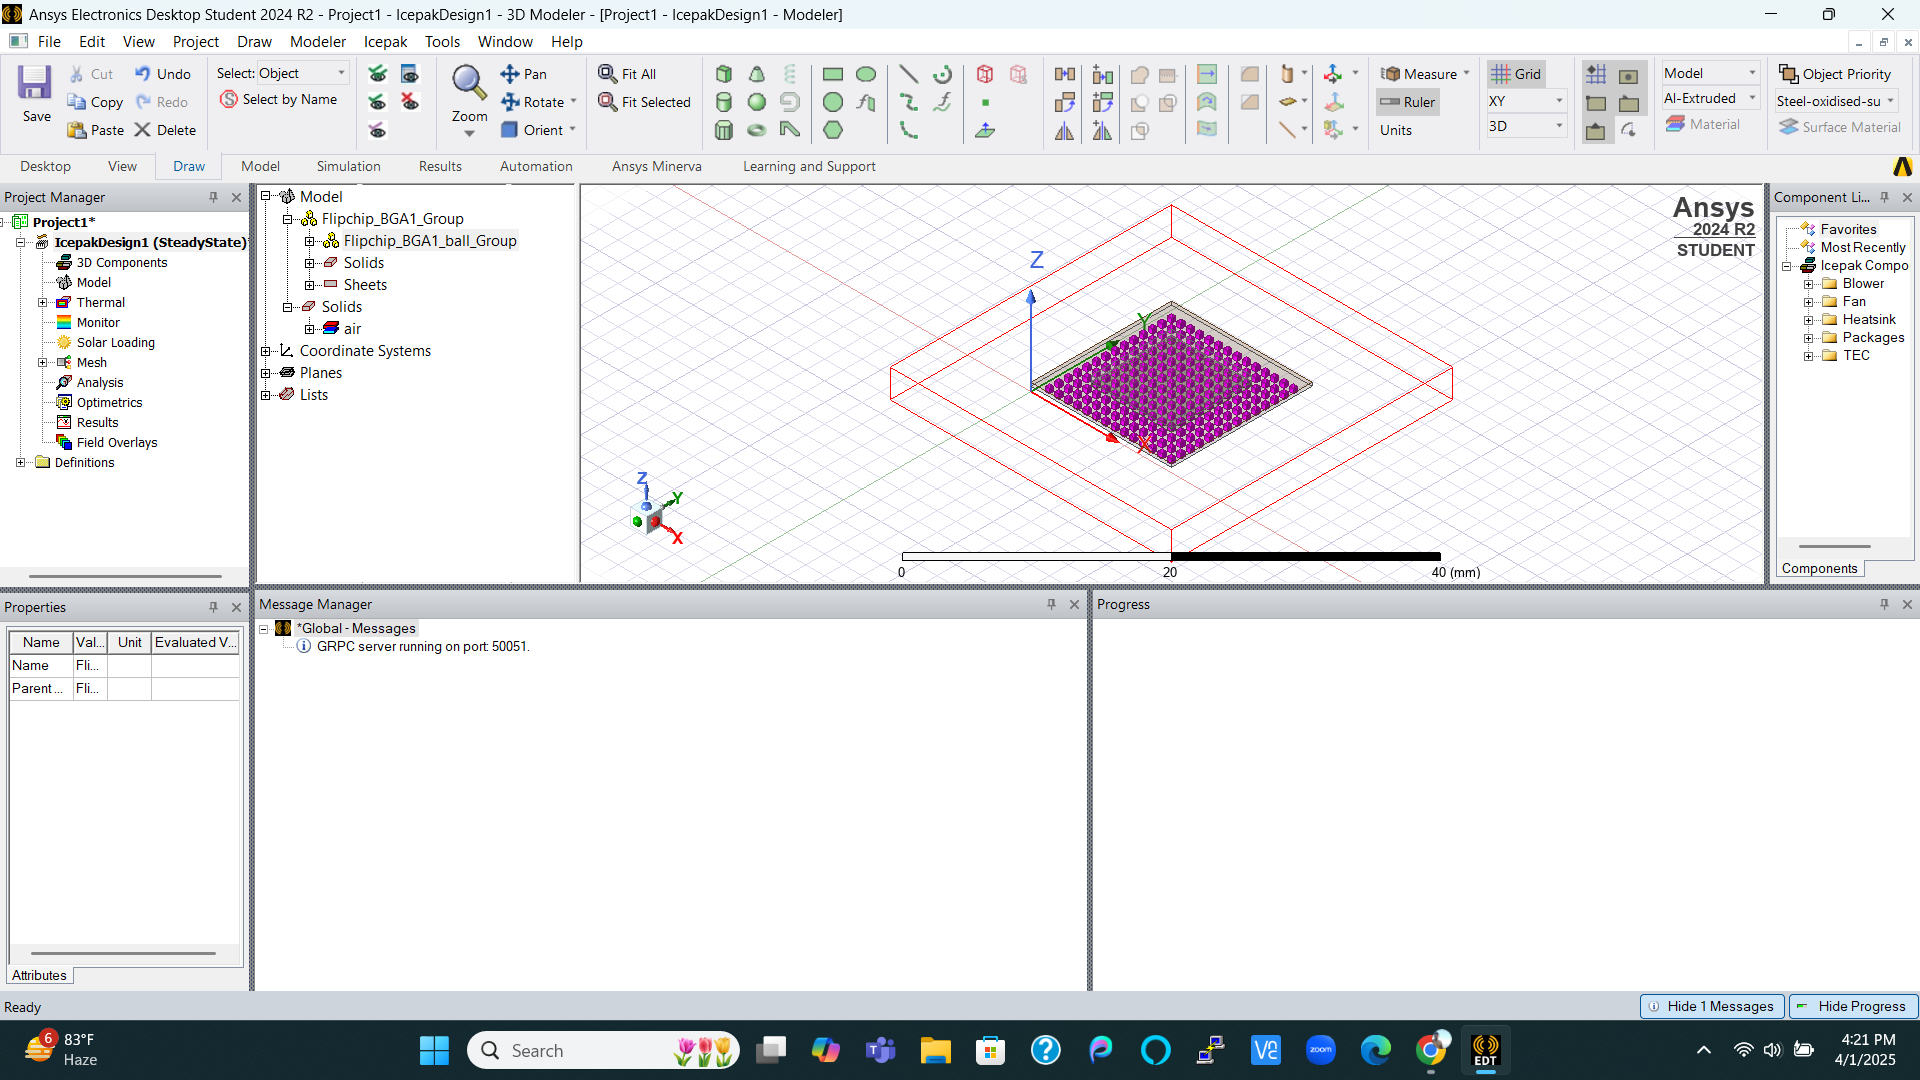 Ansys Electronics Desktop Student 2024 R2 - Project1 - IcepakDesign1 - 3D Modeler - [Project1 - IcepakDesign1 - Modeler]
File Edit View Project Draw Modeler Icepak Tools Window Help
Save
Cut
Copy
Paste
Undo
Redo
Delete
Select: Object
Select by Name
Zoom
Pan
Rotate
Orient
Fit All
Fit Selected
Measure
Ruler
Units
Grid
XY
3D
Model
Al-Extruded
Material
Object Priority
Steel-oxidised-su
Surface Material
Desktop View Draw Model Simulation Results Automation Ansys Minerva Learning and Support
Project Manager
Project1*
IcepakDesign1 (SteadyState)*
3D Components
Model
Thermal
Monitor
Solar Loading
Mesh
Analysis
Optimetrics
Results
Field Overlays
Definitions
Model
Flipchip_BGA1_Group
Flipchip_BGA1_ball_Group
Solids
Sheets
Solids
air
Coordinate Systems
Planes
Lists
Ansys
2024 R2
STUDENT
Z
Y
X
Z
Y
X
0 20 40 (mm)
Component Li...
Favorites
Most Recently
Icepak Compo
Blower
Fan
Heatsink
Packages
TEC
Components
Properties
Name Val... Unit Evaluated V...
Name Fli...
Parent ... Fli...
Attributes
Message Manager
*Global - Messages
GRPC server running on port: 50051.
Progress
Ready
Hide 1 Messages
Hide Progress
6
83°F
Haze
Search
zoom
EDT
4:21 PM
4/1/2025